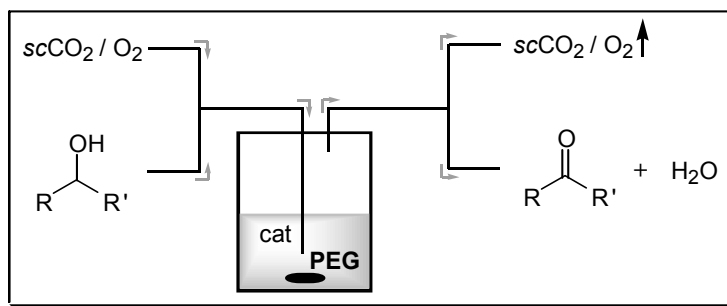 scCO₂ / O₂
scCO₂ / O₂
OH
R R'
O
R R' + H₂O
cat
PEG